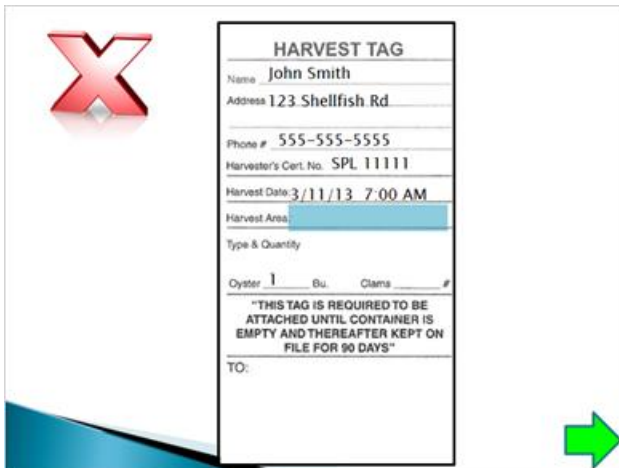 HARVEST TAG
Name John Smith
Address 123 Shellfish Rd
Phone # 555-555-5555
Harvester's Cert. No. SPL 11111
Harvest Date: 3/11/13 7:00 AM
Harvest Area:
Type & Quantity
Oyster 1 Bu. Clams #
"THIS TAG IS REQUIRED TO BE
ATTACHED UNTIL CONTAINER IS
EMPTY AND THEREAFTER KEPT ON
FILE FOR 90 DAYS"
TO: